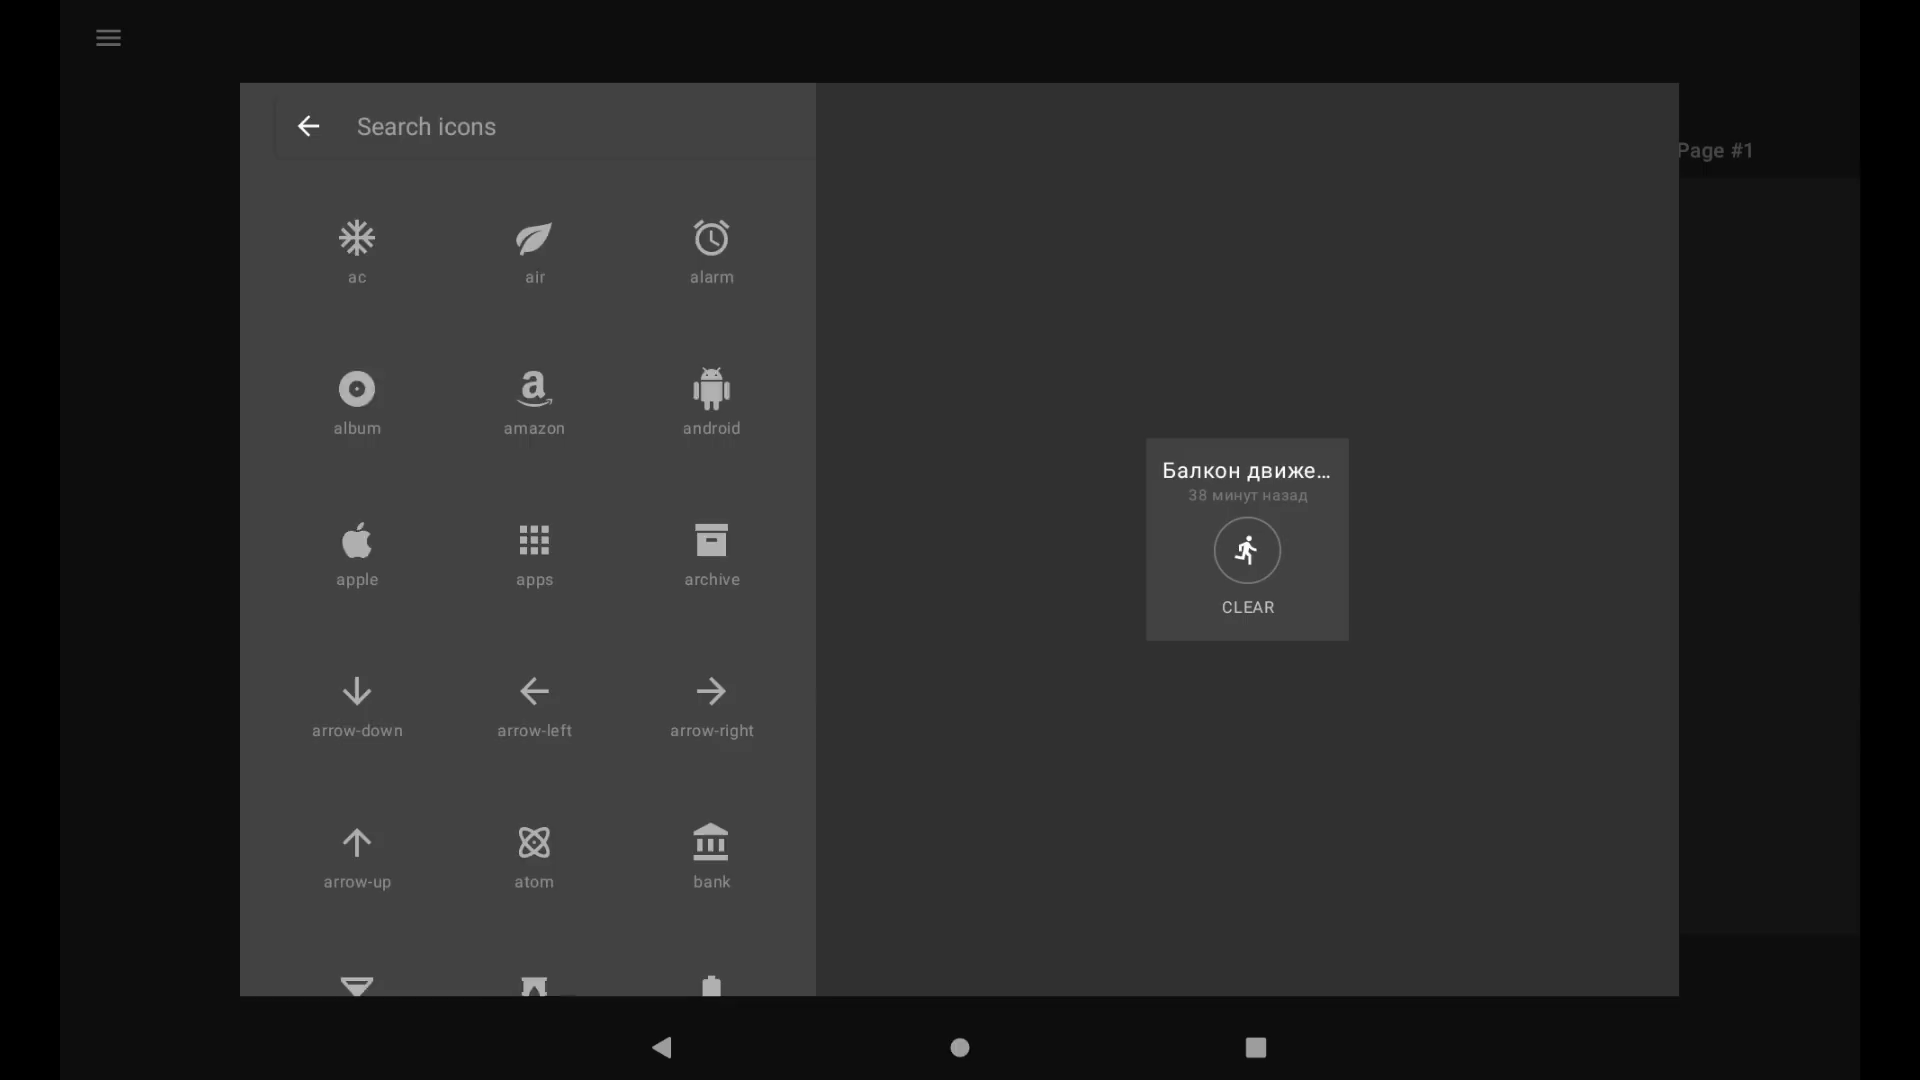 Search icons
Page #1
ac
air
alarm
album
amazon
android
apple
apps
archive
arrow-down
arrow-left
arrow-right
arrow-up
atom
bank
Балкон движе...
38 минут назад
CLEAR